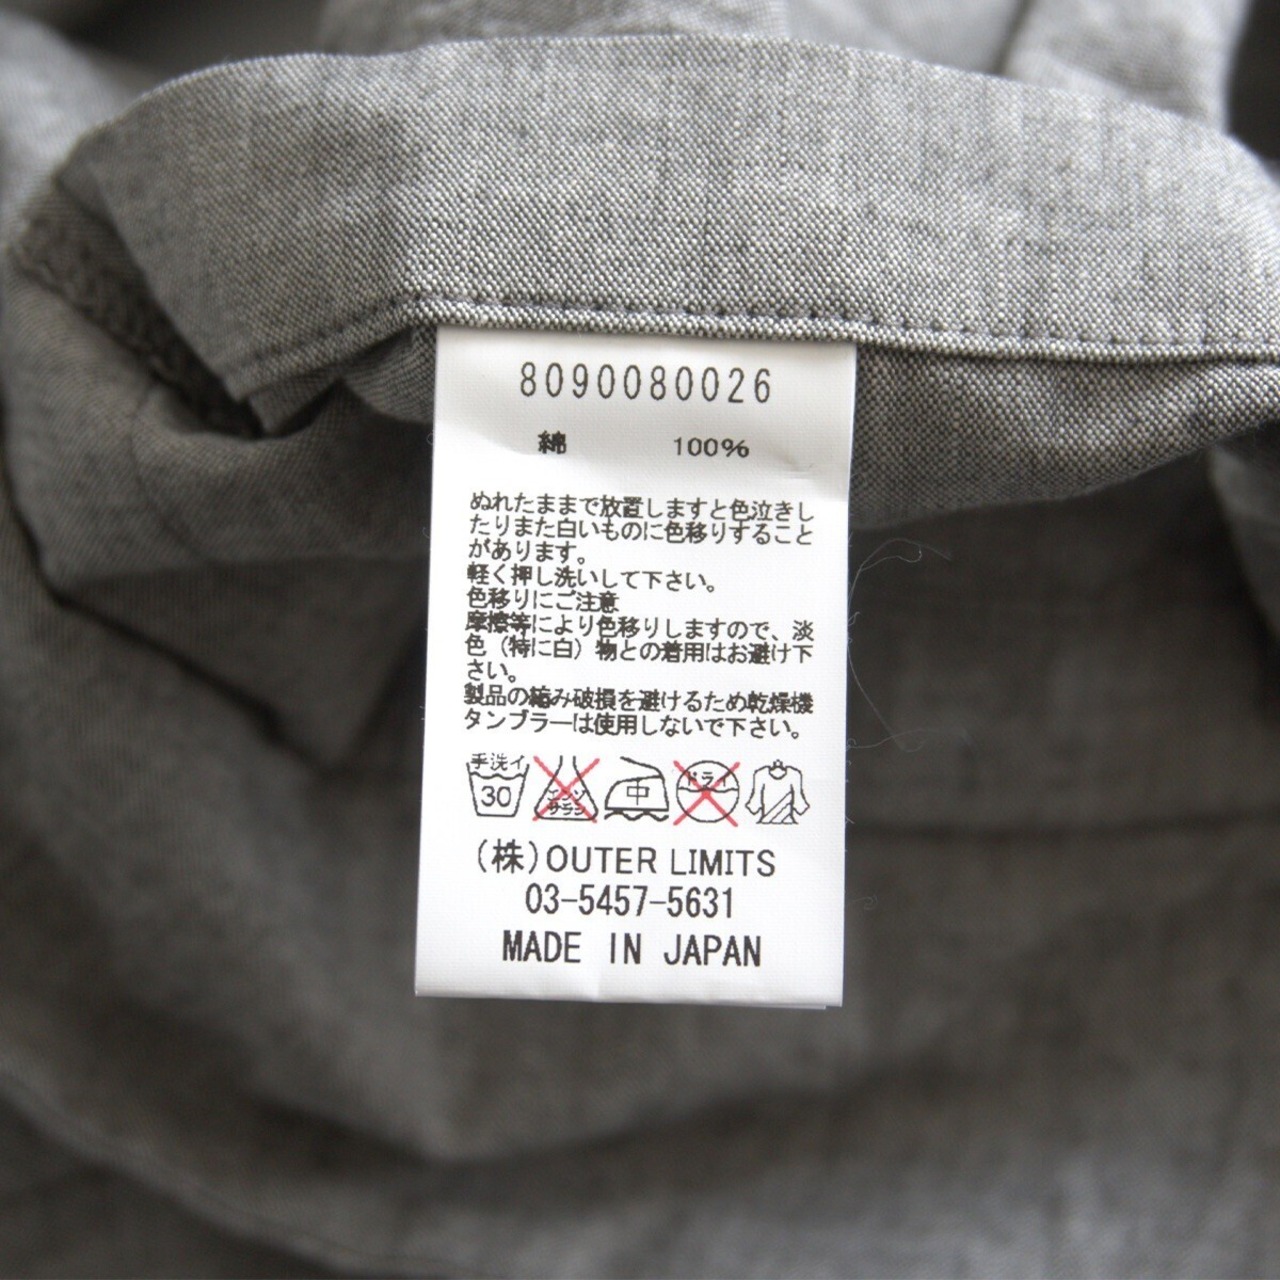 8090080026
綿 100%
ぬれたままで放置しますと色泣きし
たりまた白いものに色移りすること
があります。
軽く押し洗いして下さい。
色移りにご注意
摩擦等により色移りしますので、淡
色（特に白）物との着用はお避け下
さい。
製品の縮み破損を避けるため乾燥機
タンブラーは使用しないで下さい。
手洗イ
30
エンソ
サラシ
中
ドライ
(株)OUTER LIMITS
03-5457-5631
MADE IN JAPAN